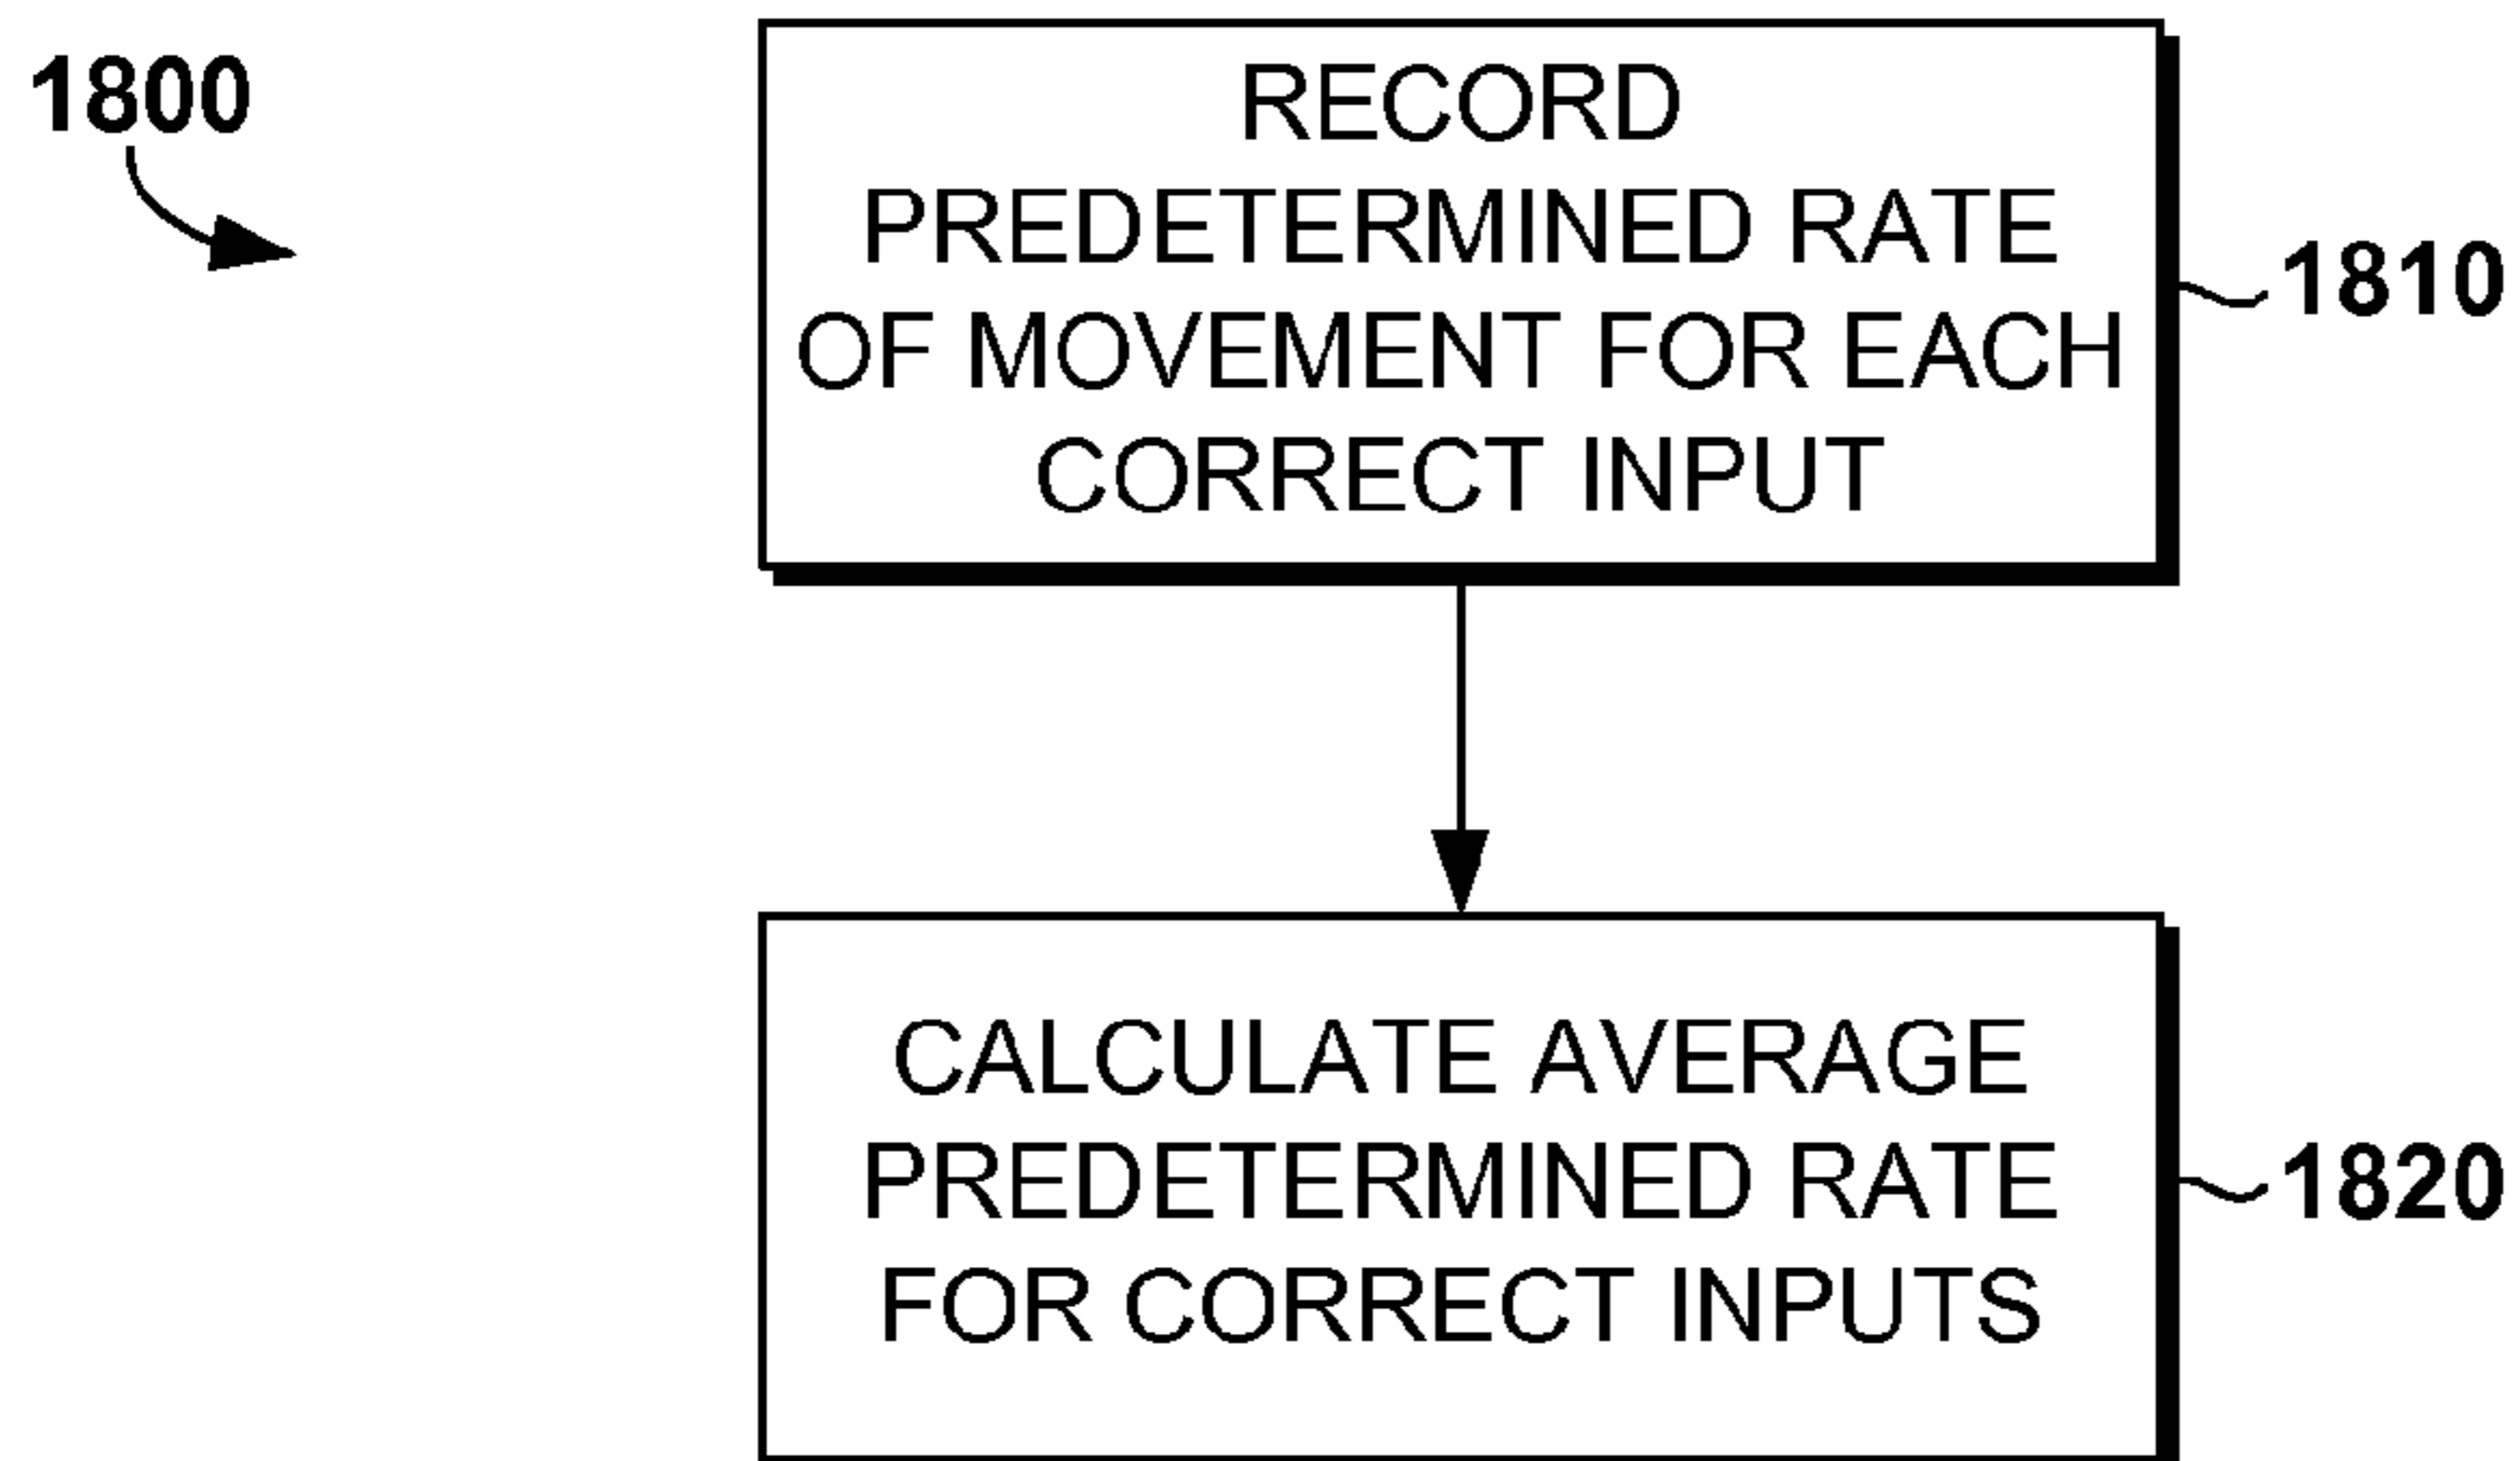 1800
RECORD
PREDETERMINED RATE
OF MOVEMENT FOR EACH
CORRECT INPUT
1810
CALCULATE AVERAGE
PREDETERMINED RATE
FOR CORRECT INPUTS
1820